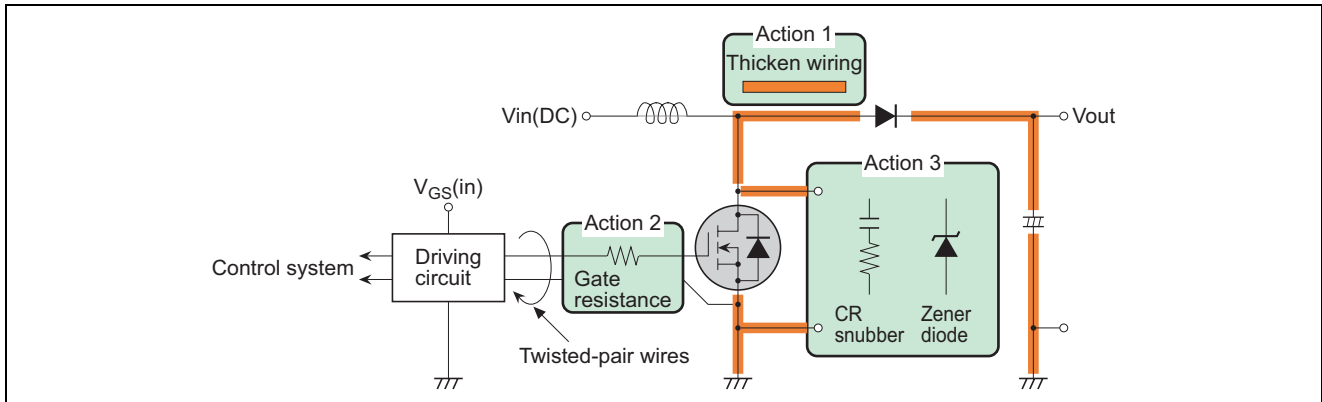 Action 1
Thicken wiring
Vin(DC)
Vout
Action 3
VGS(in)
Action 2
Control system
Driving
circuit
Gate
resistance
CR
snubber
Zener
diode
Twisted-pair wires